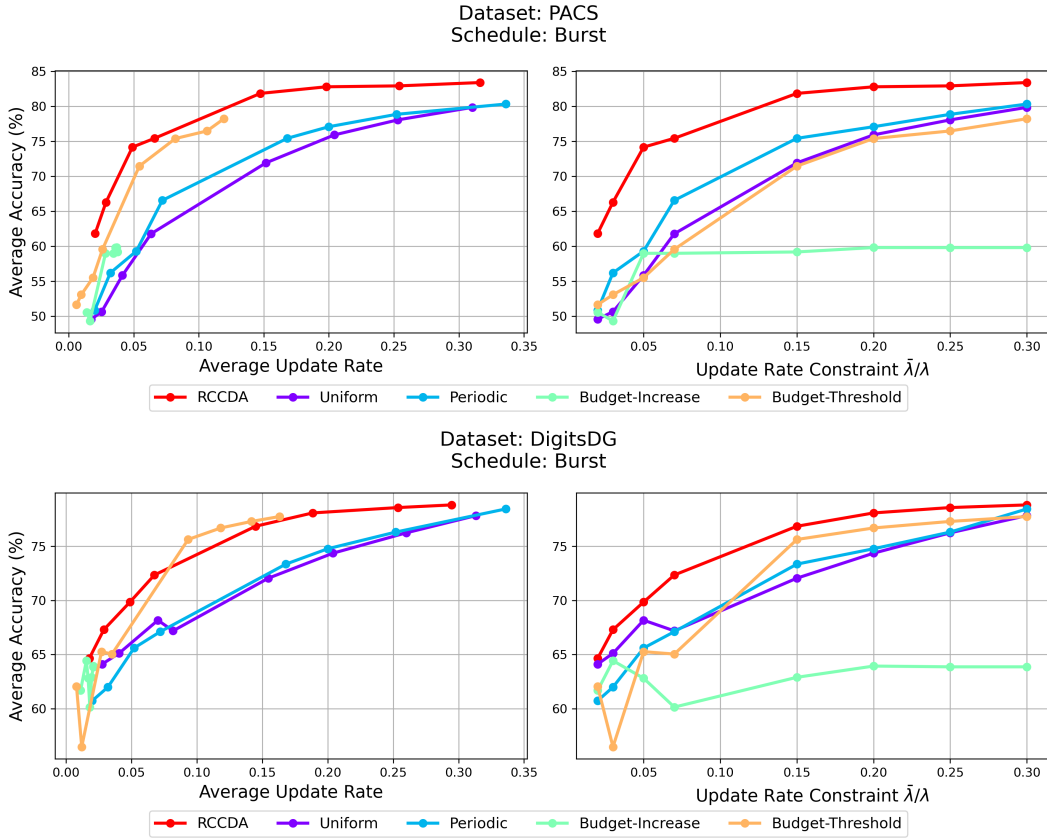 Dataset: PACS
Schedule: Burst
Average Accuracy (%)
85
80
75
70
65
60
55
50
0.00 0.05 0.10 0.15 0.20 0.25 0.30 0.35
Average Update Rate
85
80
75
70
65
60
55
50
0.05 0.10 0.15 0.20 0.25 0.30
Update Rate Constraint λ̄/λ
RCCDA Uniform Periodic Budget-Increase Budget-Threshold
Dataset: DigitsDG
Schedule: Burst
Average Accuracy (%)
75
70
65
60
0.00 0.05 0.10 0.15 0.20 0.25 0.30 0.35
Average Update Rate
75
70
65
60
0.05 0.10 0.15 0.20 0.25 0.30
Update Rate Constraint λ̄/λ
RCCDA Uniform Periodic Budget-Increase Budget-Threshold